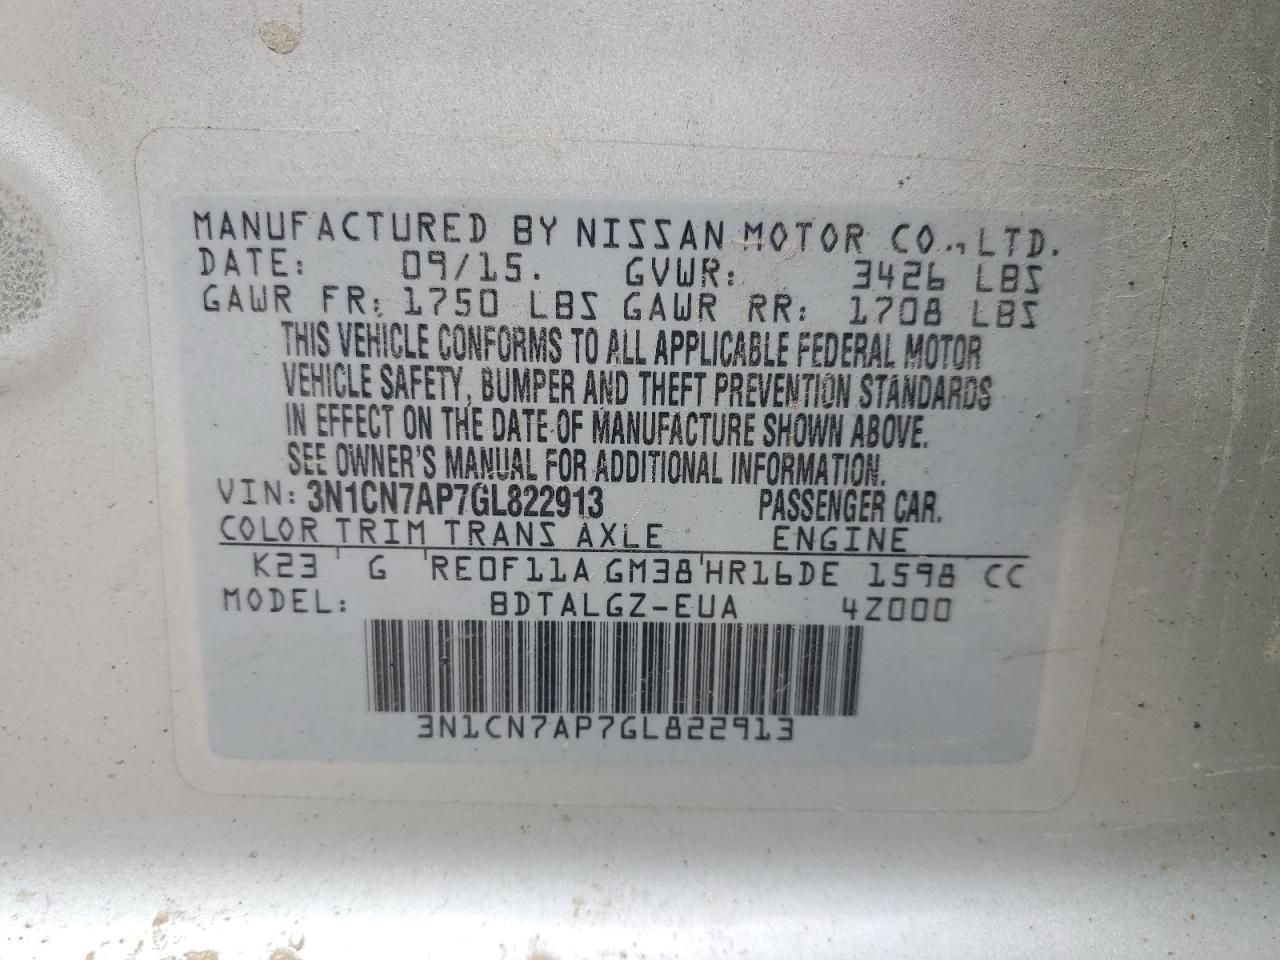 MANUFACTURED BY NISSAN MOTOR CO., LTD.
DATE: 09/15. GVWR: 3426 LBS
GAWR FR: 1750 LBS GAWR RR: 1708 LBS
THIS VEHICLE CONFORMS TO ALL APPLICABLE FEDERAL MOTOR
VEHICLE SAFETY, BUMPER AND THEFT PREVENTION STANDARDS
IN EFFECT ON THE DATE OF MANUFACTURE SHOWN ABOVE.
SEE OWNER'S MANUAL FOR ADDITIONAL INFORMATION.
VIN: 3N1CN7AP7GL822913 PASSENGER CAR.
COLOR TRIM TRANS AXLE ENGINE
K23 G RE0F11A GM38 HR16DE 1598 CC
MODEL: BDTALGZ-EUA 4Z000
3N1CN7AP7GL822913